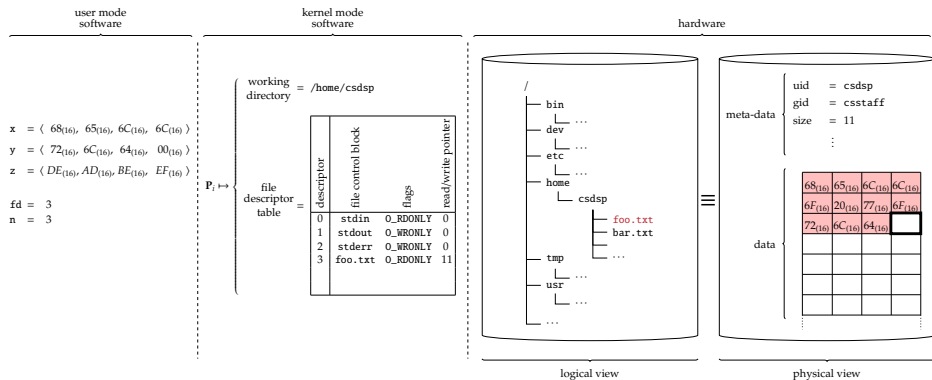 user mode
software
kernel mode
software
hardware
x = ⟨ 68(16), 65(16), 6C(16), 6C(16) ⟩
y = ⟨ 72(16), 6C(16), 64(16), 00(16) ⟩
z = ⟨ DE(16), AD(16), BE(16), EF(16) ⟩
fd = 3
n = 3
Pi ↦
working
directory = /home/csdsp
file
descriptor
table =
descriptor file control block flags read/write pointer
0 stdin O_RDONLY 0
1 stdout O_WRONLY 0
2 stderr O_WRONLY 0
3 foo.txt O_RDONLY 11
/
bin
...
dev
...
etc
...
home
csdsp
foo.txt
bar.txt
...
tmp
...
usr
...
...
logical view
≡
meta-data
uid = csdsp
gid = csstaff
size = 11
⋮
data
68(16) 65(16) 6C(16) 6C(16)
6F(16) 20(16) 77(16) 6F(16)
72(16) 6C(16) 64(16)
physical view